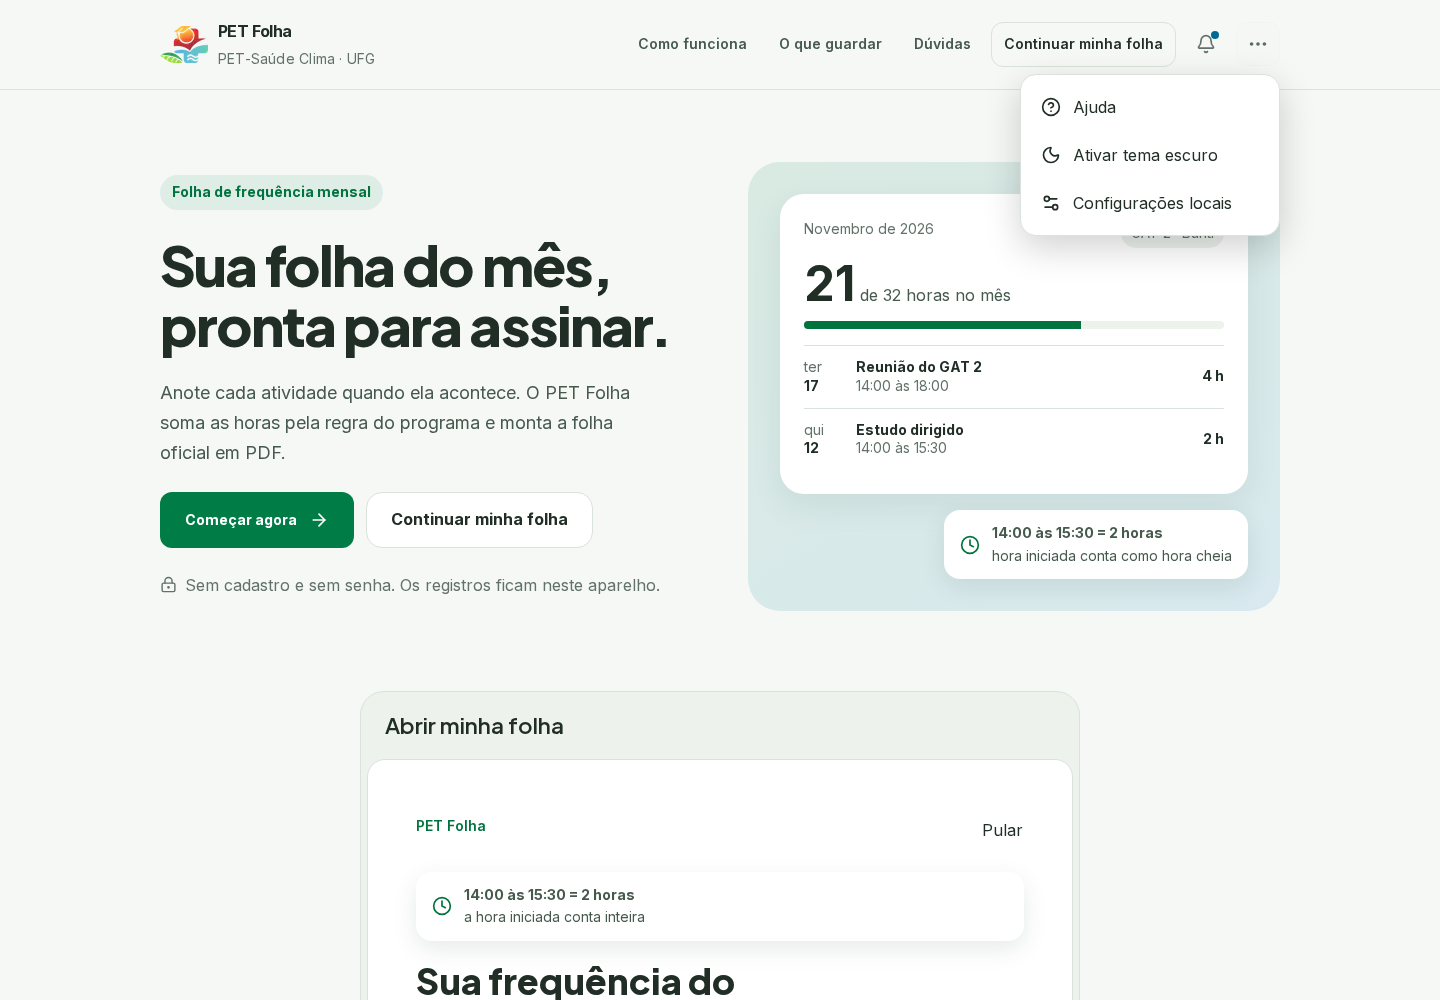 PET Folha
PET-Saúde Clima · UFG
Como funciona
O que guardar
Dúvidas
Continuar minha folha
Ajuda
Ativar tema escuro
Configurações locais
Folha de frequência mensal
Sua folha do mês,
pronta para assinar.
Anote cada atividade quando ela acontece. O PET Folha
soma as horas pela regra do programa e monta a folha
oficial em PDF.
Começar agora
Continuar minha folha
Sem cadastro e sem senha. Os registros ficam neste aparelho.
Novembro de 2026
21 de 32 horas no mês
ter
17
Reunião do GAT 2
14:00 às 18:00
4 h
qui
12
Estudo dirigido
14:00 às 15:30
2 h
14:00 às 15:30 = 2 horas
hora iniciada conta como hora cheia
Abrir minha folha
PET Folha
Pular
14:00 às 15:30 = 2 horas
a hora iniciada conta inteira
Sua frequência do